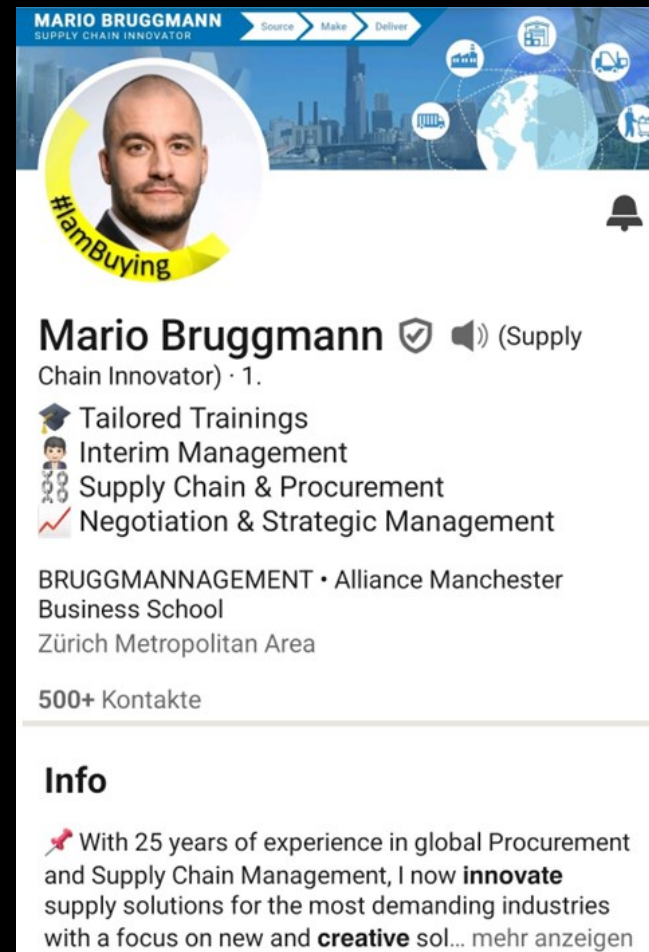 MARIO BRUGGMANN
SUPPLY CHAIN INNOVATOR
Source Make Deliver
#IamBuying
Mario Bruggmann (Supply
Chain Innovator) · 1.
🎓 Tailored Trainings
👨🏻‍💼 Interim Management
⛓️ Supply Chain & Procurement
📈 Negotiation & Strategic Management
BRUGGMANNAGEMENT • Alliance Manchester
Business School
Zürich Metropolitan Area
500+ Kontakte
Info
📌 With 25 years of experience in global Procurement
and Supply Chain Management, I now innovate
supply solutions for the most demanding industries
with a focus on new and creative sol... mehr anzeigen